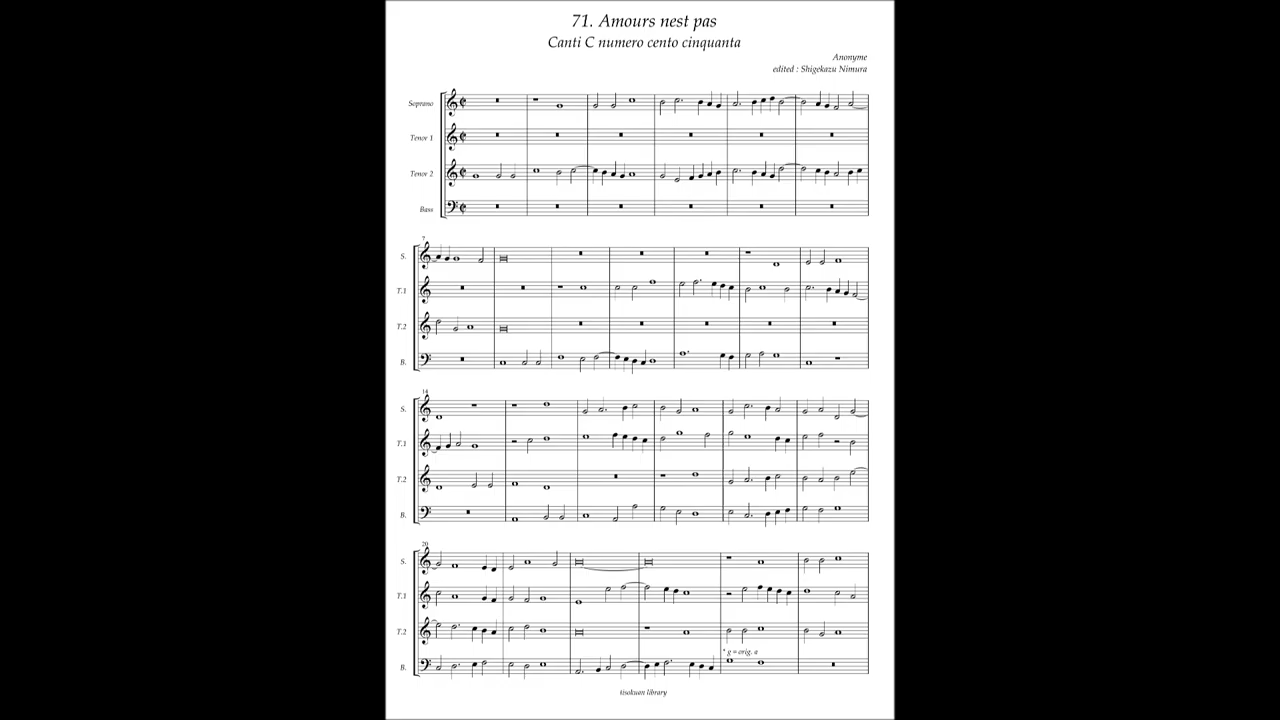 71. Amours nest pas
Canti C numero cento cinquanta
Anonyme
edited : Shigekazu Nimura
Soprano
Tenor 1
Tenor 2
Bass
7
S.
T.1
T.2
B.
14
S.
T.1
T.2
B.
20
S.
T.1
T.2
* g = orig. a
B.
tisokuan library